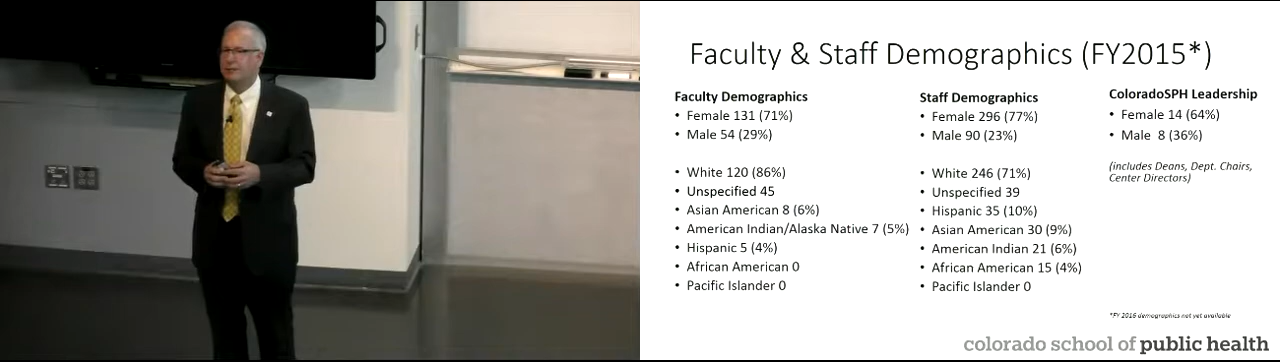 Faculty & Staff Demographics (FY2015*)
Faculty Demographics
• Female 131 (71%)
• Male 54 (29%)
• White 120 (86%)
• Unspecified 45
• Asian American 8 (6%)
• American Indian/Alaska Native 7 (5%)
• Hispanic 5 (4%)
• African American 0
• Pacific Islander 0
Staff Demographics
• Female 296 (77%)
• Male 90 (23%)
• White 246 (71%)
• Unspecified 39
• Hispanic 35 (10%)
• Asian American 30 (9%)
• American Indian 21 (6%)
• African American 15 (4%)
• Pacific Islander 0
ColoradoSPH Leadership
• Female 14 (64%)
• Male 8 (36%)
(includes Deans, Dept. Chairs,
Center Directors)
*FY 2016 demographics not yet available
colorado school of public health